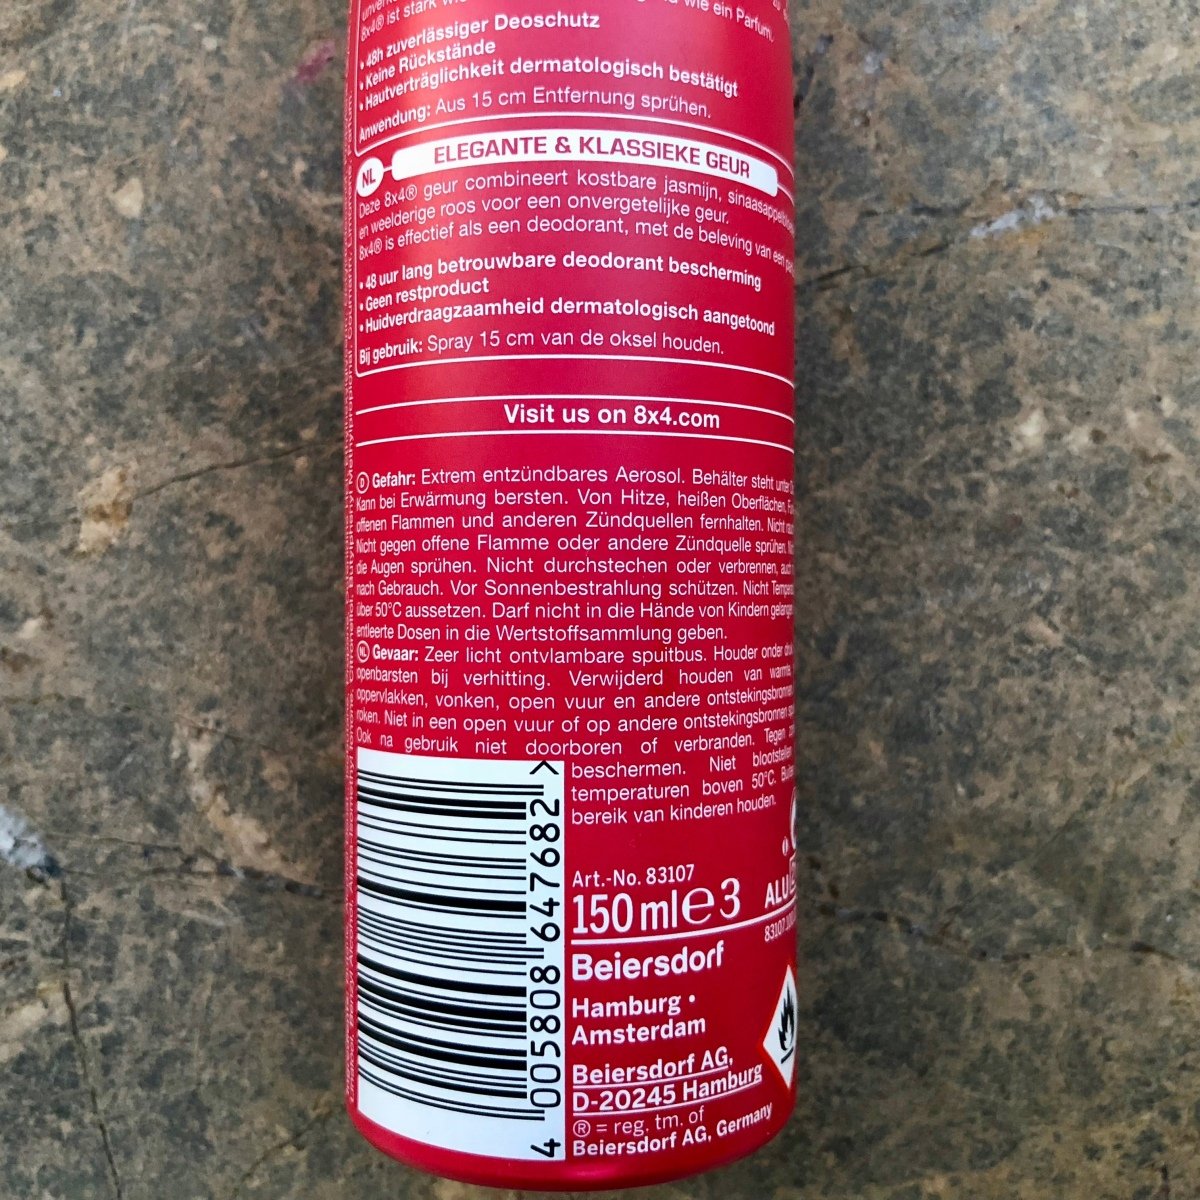 8x4® ist stark wie ein Parfum.
• 48h zuverlässiger Deoschutz
• Keine Rückstände
• Hautverträglichkeit dermatologisch bestätigt
Anwendung: Aus 15 cm Entfernung sprühen.
NL ELEGANTE & KLASSIEKE GEUR
Deze 8x4® geur combineert kostbare jasmijn,
en weelderige roos voor een onvergetelijke geur.
8x4® is effectief als een deodorant, met de beleving van een
• 48 uur lang betrouwbare deodorant bescherming
• Geen restproduct
• Huidverdraagzaamheid dermatologisch aangetoond
Bij gebruik: Spray 15 cm van de oksel houden.
Visit us on 8x4.com
D Gefahr: Extrem entzündbares Aerosol. Behälter steht unter
Kann bei Erwärmung bersten. Von Hitze, heißen Oberflächen,
offenen Flammen und anderen Zündquellen fernhalten. Nicht
Nicht gegen offene Flamme oder andere Zündquelle sprühen.
die Augen sprühen. Nicht durchstechen oder verbrennen, auch
nach Gebrauch. Vor Sonnenbestrahlung schützen. Nicht
über 50°C aussetzen. Darf nicht in die Hände von Kindern gelangen
entleerte Dosen in die Wertstoffsammlung geben.
NL Gevaar: Zeer licht ontvlambare spuitbus. Houder onder
openbarsten bij verhitting. Verwijderd houden van warmte,
oppervlakken, vonken, open vuur en andere ontstekingsbronnen
roken. Niet in een open vuur of op andere ontstekingsbronnen
Ook na gebruik niet doorboren of verbranden. Tegen
beschermen. Niet blootstellen
temperaturen boven 50°C.
bereik van kinderen houden.
4 005808 647682 >
Art.-No. 83107
150 ml e 3
ALU
83107
Beiersdorf
Hamburg •
Amsterdam
Beiersdorf AG,
D-20245 Hamburg
® = reg. tm. of
Beiersdorf AG, Germany